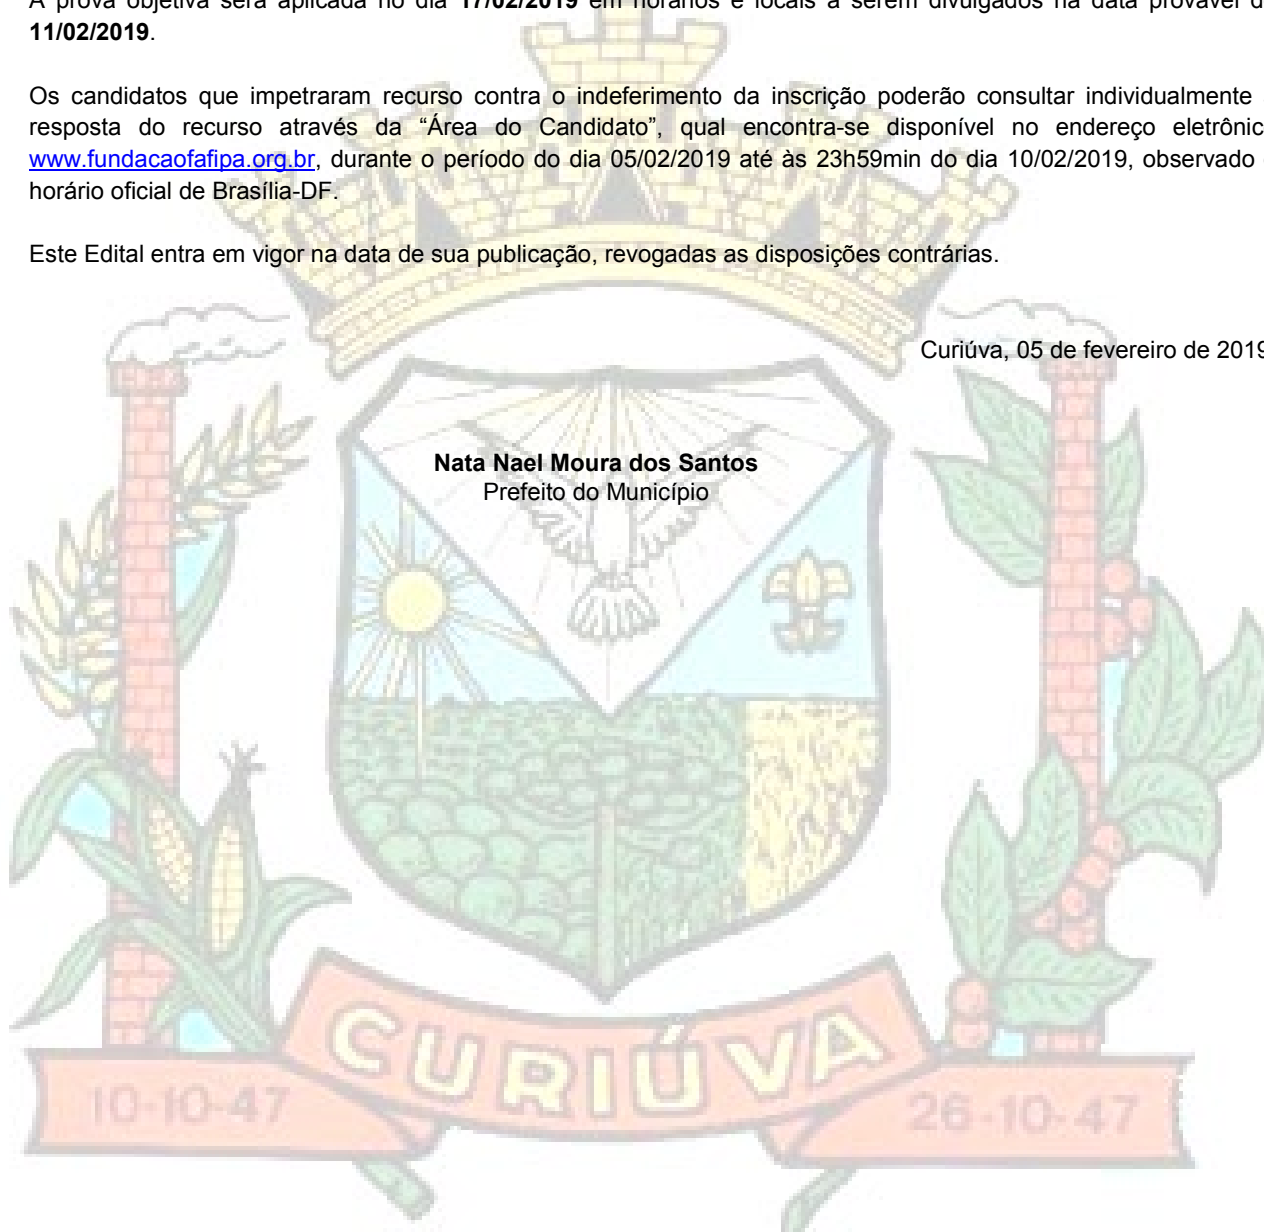 A prova objetiva será aplicada no dia 17/02/2019 em horários e locais a serem divulgados na data provável d
11/02/2019.
Os candidatos que impetraram recurso contra o indeferimento da inscrição poderão consultar individualmente
resposta do recurso através da “Área do Candidato”, qual encontra-se disponível no endereço eletrônic
www.fundacaofafipa.org.br, durante o período do dia 05/02/2019 até às 23h59min do dia 10/02/2019, observado
horário oficial de Brasília-DF.
Este Edital entra em vigor na data de sua publicação, revogadas as disposições contrárias.
Curiúva, 05 de fevereiro de 2019
Nata Nael Moura dos Santos
Prefeito do Município
CURIÚVA
10-10-47
26-10-47